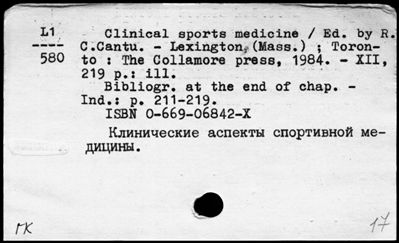 L1
----
580
Clinical sports medicine / Ed. by R.
C.Cantu. - Lexington, (Mass.) ; Toron-
to : The Collamore press, 1984. - XII,
219 p.: ill.
Bibliogr. at the end of chap. -
Ind.: p. 211-219.
ISBN 0-669-06842-X
Клинические аспекты спортивной ме-
дицины.
гк
17